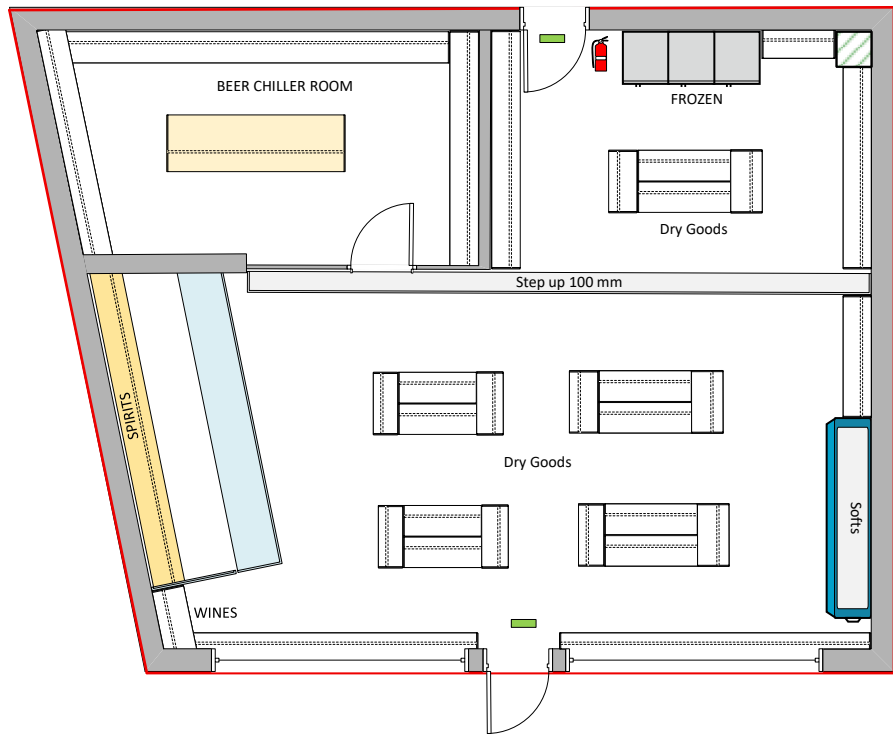 BEER CHILLER ROOM
FROZEN
Dry Goods
Step up 100 mm
SPIRITS
Dry Goods
Softs
WINES